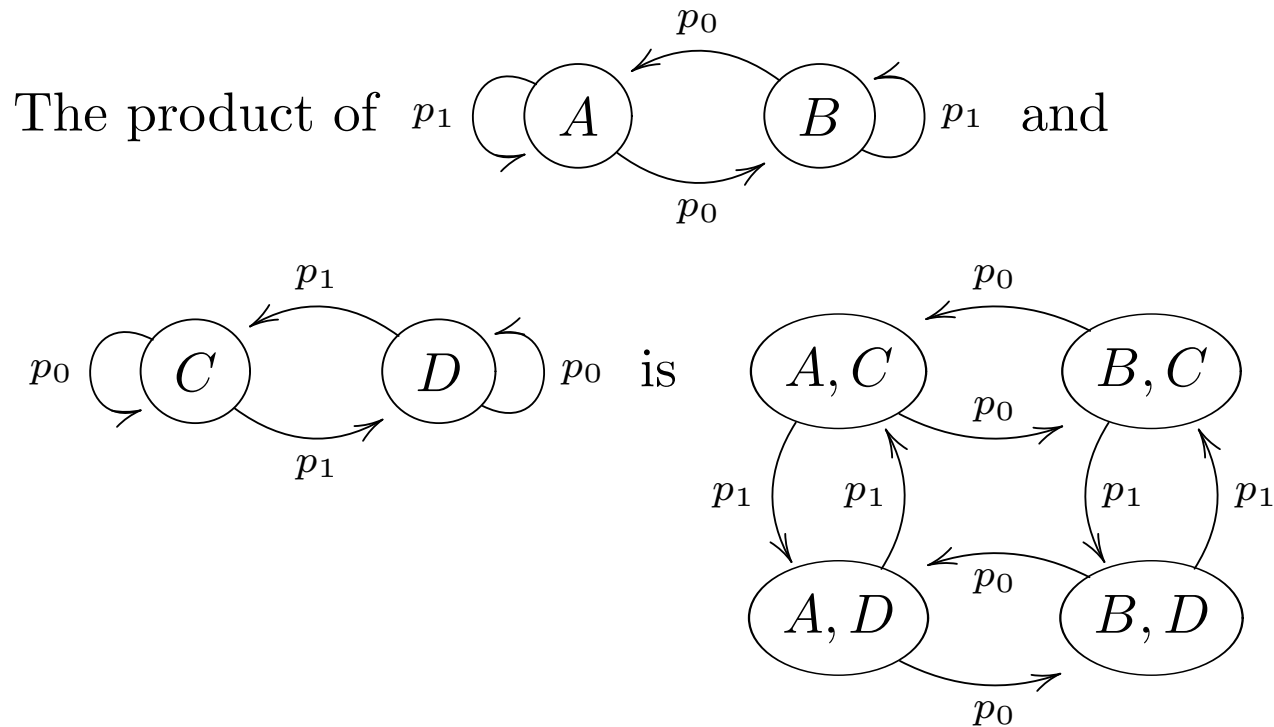 p₀
The product of p₁ A B p₁ and
p₀
p₁ p₀
p₀ C D p₀ is A, C B, C
p₀
p₁
p₁ p₁ p₁ p₁
p₀
A, D B, D
p₀